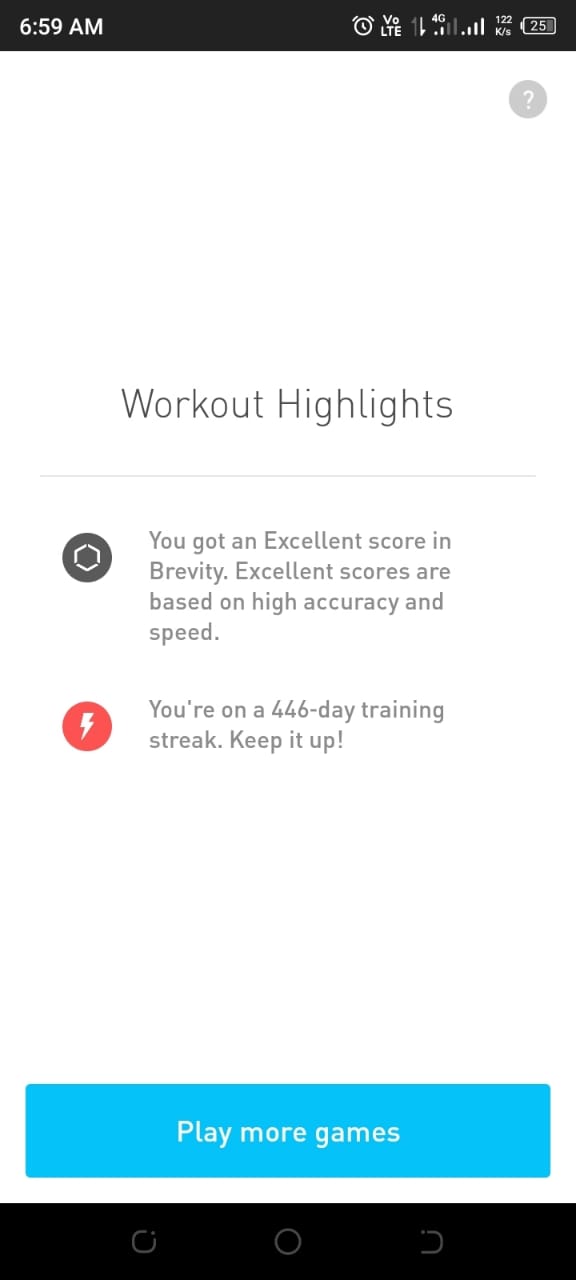 6:59 AM
Vo
LTE
4G
122
K/s
25
?
Workout Highlights
You got an Excellent score in
Brevity. Excellent scores are
based on high accuracy and
speed.
You're on a 446-day training
streak. Keep it up!
Play more games